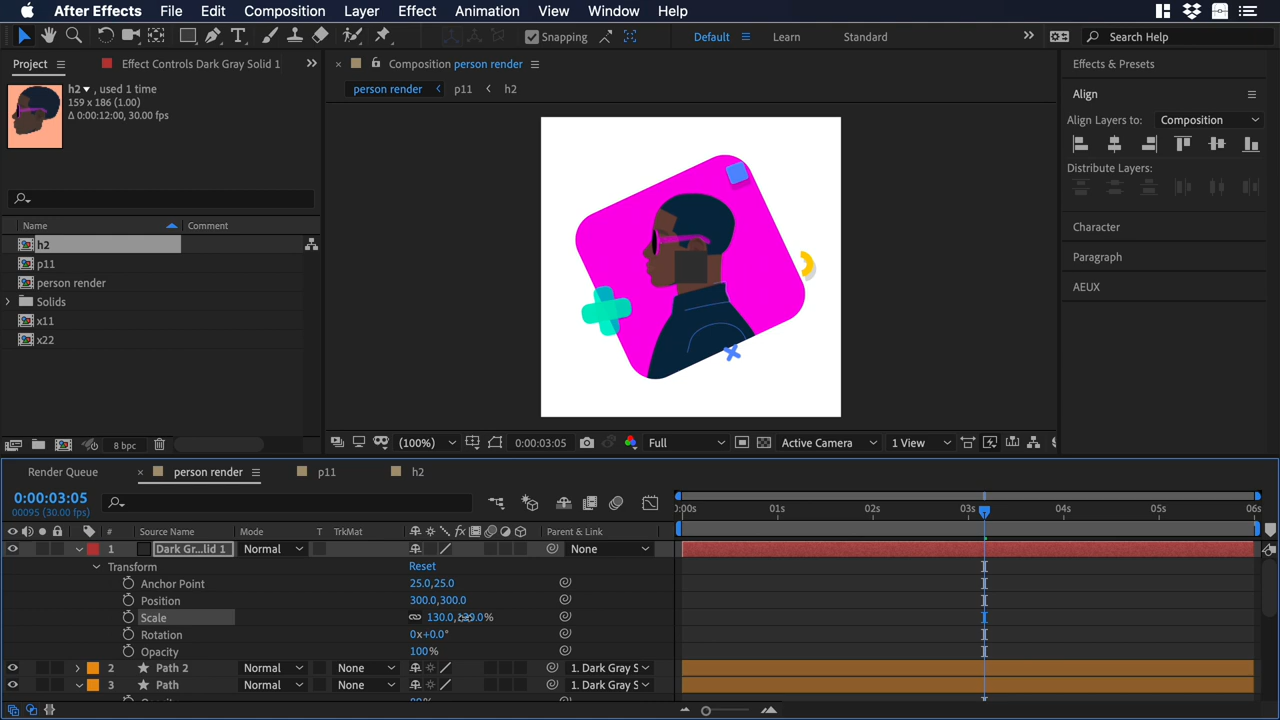 After Effects File Edit Composition Layer Effect Animation View Window Help
Snapping Default Learn Standard Search Help
Project Effect Controls Dark Gray Solid 1
h2 , used 1 time
159 x 186 (1.00)
Δ 0:00:12:00, 30.00 fps
Name Comment
h2
p11
person render
Solids
x11
x22
8 bpc
Composition person render
person render p11 h2
(100%) 0:00:03:05 Full Active Camera 1 View
Effects & Presets
Align
Align Layers to: Composition
Distribute Layers:
Character
Paragraph
AEUX
Render Queue person render p11 h2
0:00:03:05
00095 (30.00 fps)
:00s 01s 02s 03s 04s 05s 06s
# Source Name Mode T TrkMat Parent & Link
1 Dark Gr...lid 1 Normal None
Transform Reset
Anchor Point 25.0,25.0
Position 300.0,300.0
Scale 130.0, %
Rotation 0x+0.0°
Opacity 100%
2 Path 2 Normal None 1. Dark Gray S
3 Path Normal None 1. Dark Gray S